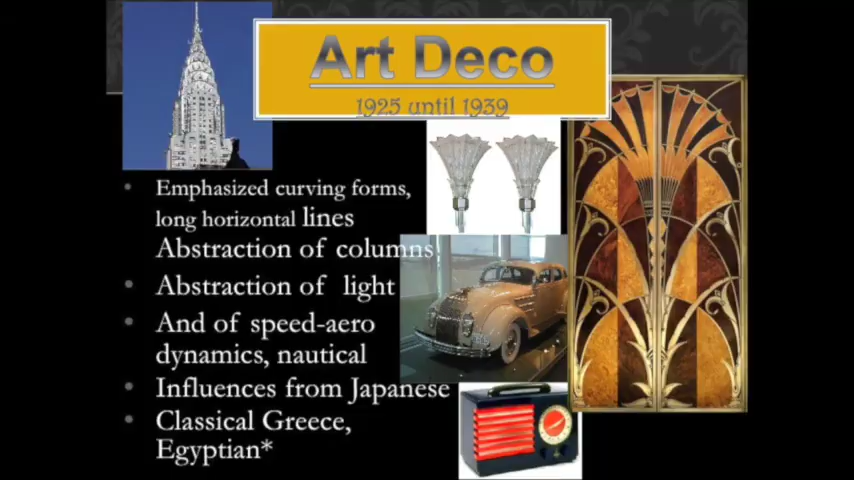 Art Deco
1925 until 1939
Emphasized curving forms,
long horizontal lines
Abstraction of columns
Abstraction of light
And of speed-aero
dynamics, nautical
Influences from Japanese
Classical Greece,
Egyptian*